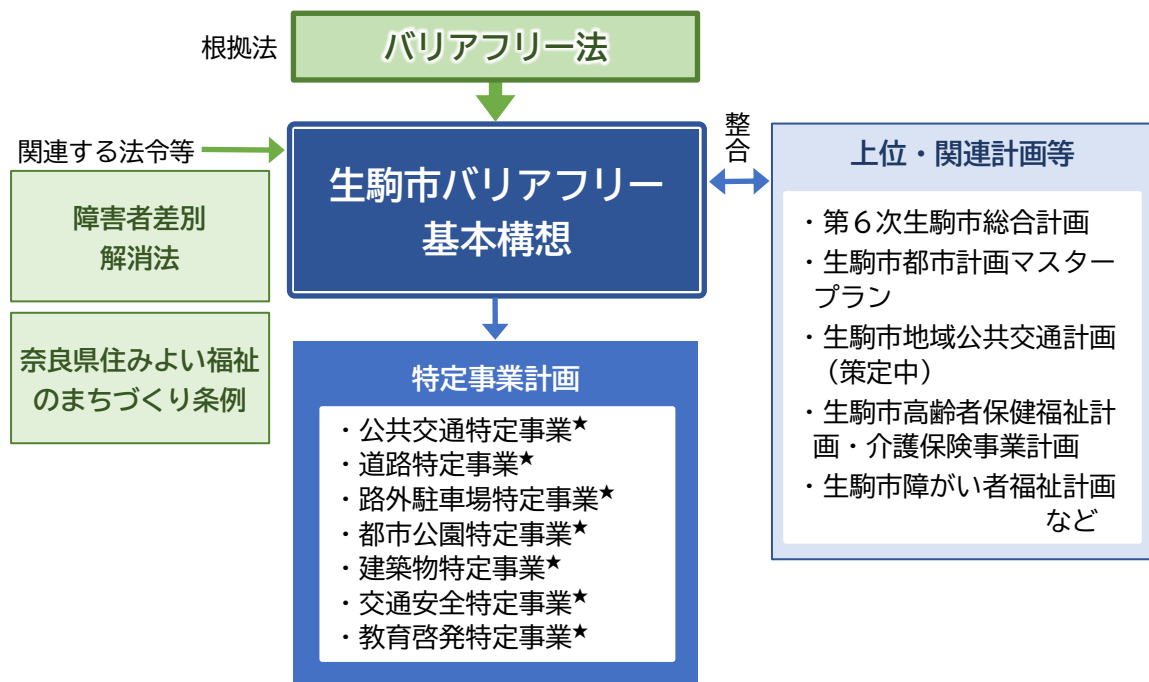 根拠法
バリアフリー法
関連する法令等
障害者差別
解消法
奈良県住みよい福祉
のまちづくり条例
生駒市バリアフリー
基本構想
整合
上位・関連計画等
・第６次生駒市総合計画
・生駒市都市計画マスター
プラン
・生駒市地域公共交通計画
（策定中）
・生駒市高齢者保健福祉計
画・介護保険事業計画
・生駒市障がい者福祉計画
など
特定事業計画
・公共交通特定事業★
・道路特定事業★
・路外駐車場特定事業★
・都市公園特定事業★
・建築物特定事業★
・交通安全特定事業★
・教育啓発特定事業★